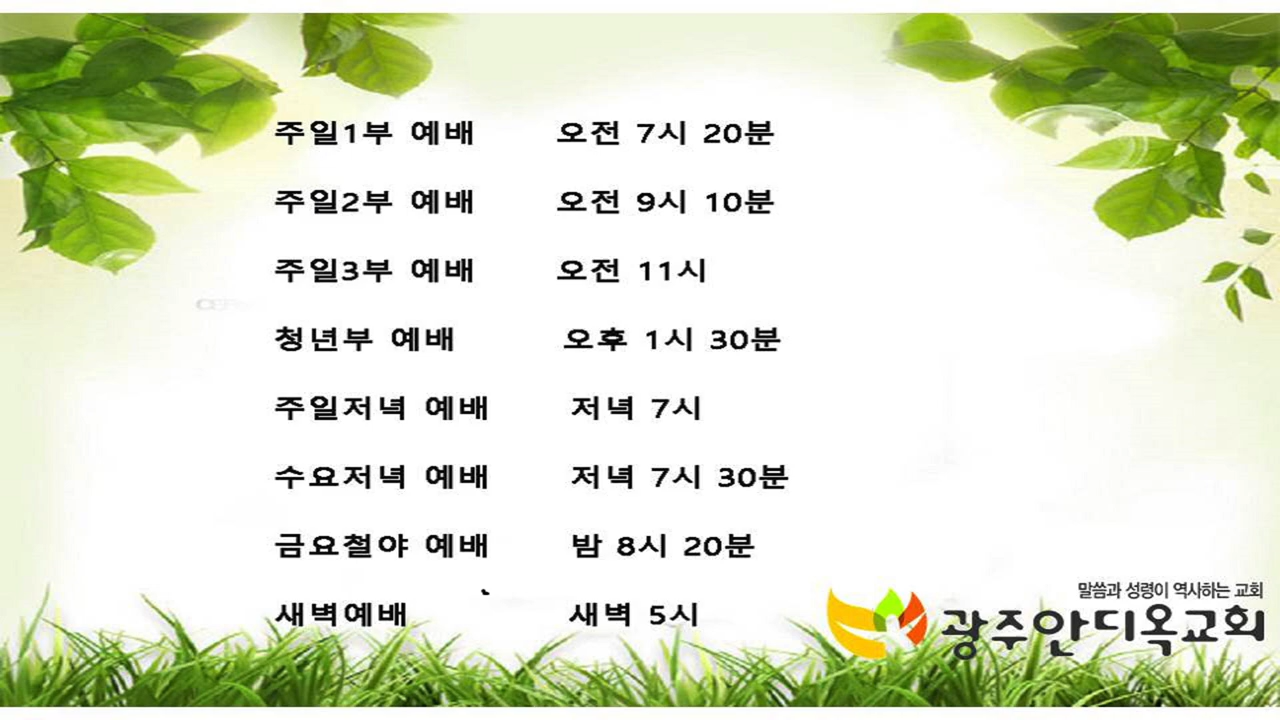 주일1부 예배 오전 7시 20분
주일2부 예배 오전 9시 10분
주일3부 예배 오전 11시
청년부 예배 오후 1시 30분
주일저녁 예배 저녁 7시
수요저녁 예배 저녁 7시 30분
금요철야 예배 밤 8시 20분
새벽예배 새벽 5시
말씀과 성령이 역사하는 교회
광주안디옥교회